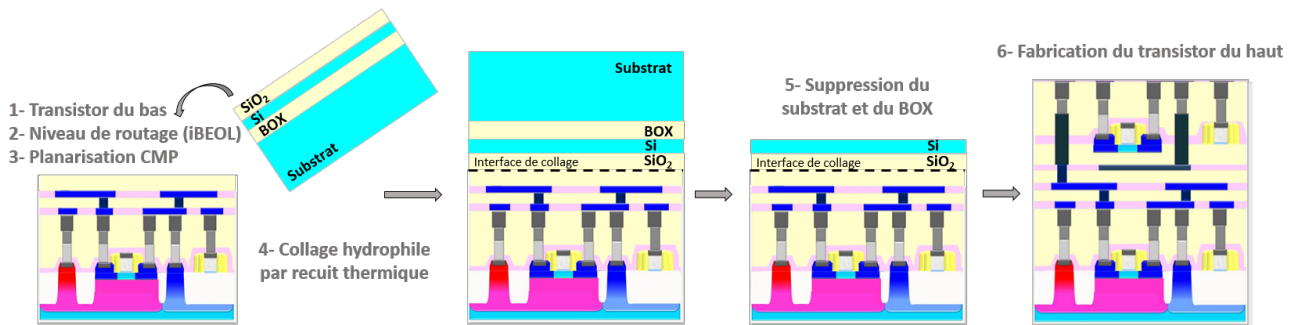 1- Transistor du bas
2- Niveau de routage (iBEOL)
3- Planarisation CMP
SiO₂
Si
BOX
Substrat
4- Collage hydrophile
par recuit thermique
Substrat
BOX
Si
Interface de collage SiO₂
5- Suppression du
substrat et du BOX
Si
Interface de collage SiO₂
6- Fabrication du transistor du haut